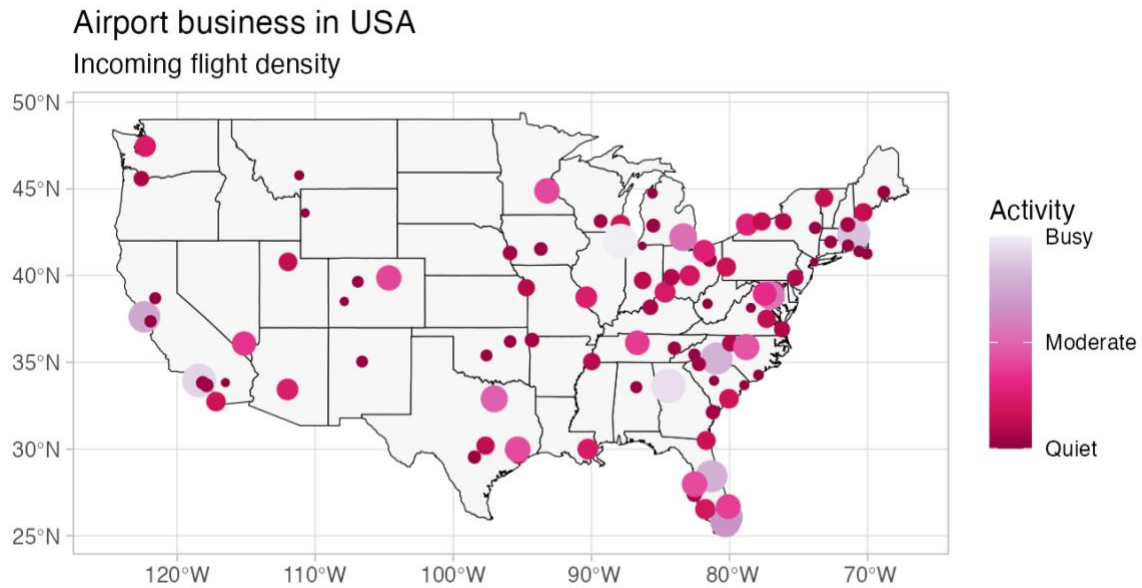 Airport business in USA
Incoming flight density
50°N
45°N
40°N
35°N
30°N
25°N
120°W 110°W 100°W 90°W 80°W 70°W
Activity
Busy
Moderate
Quiet